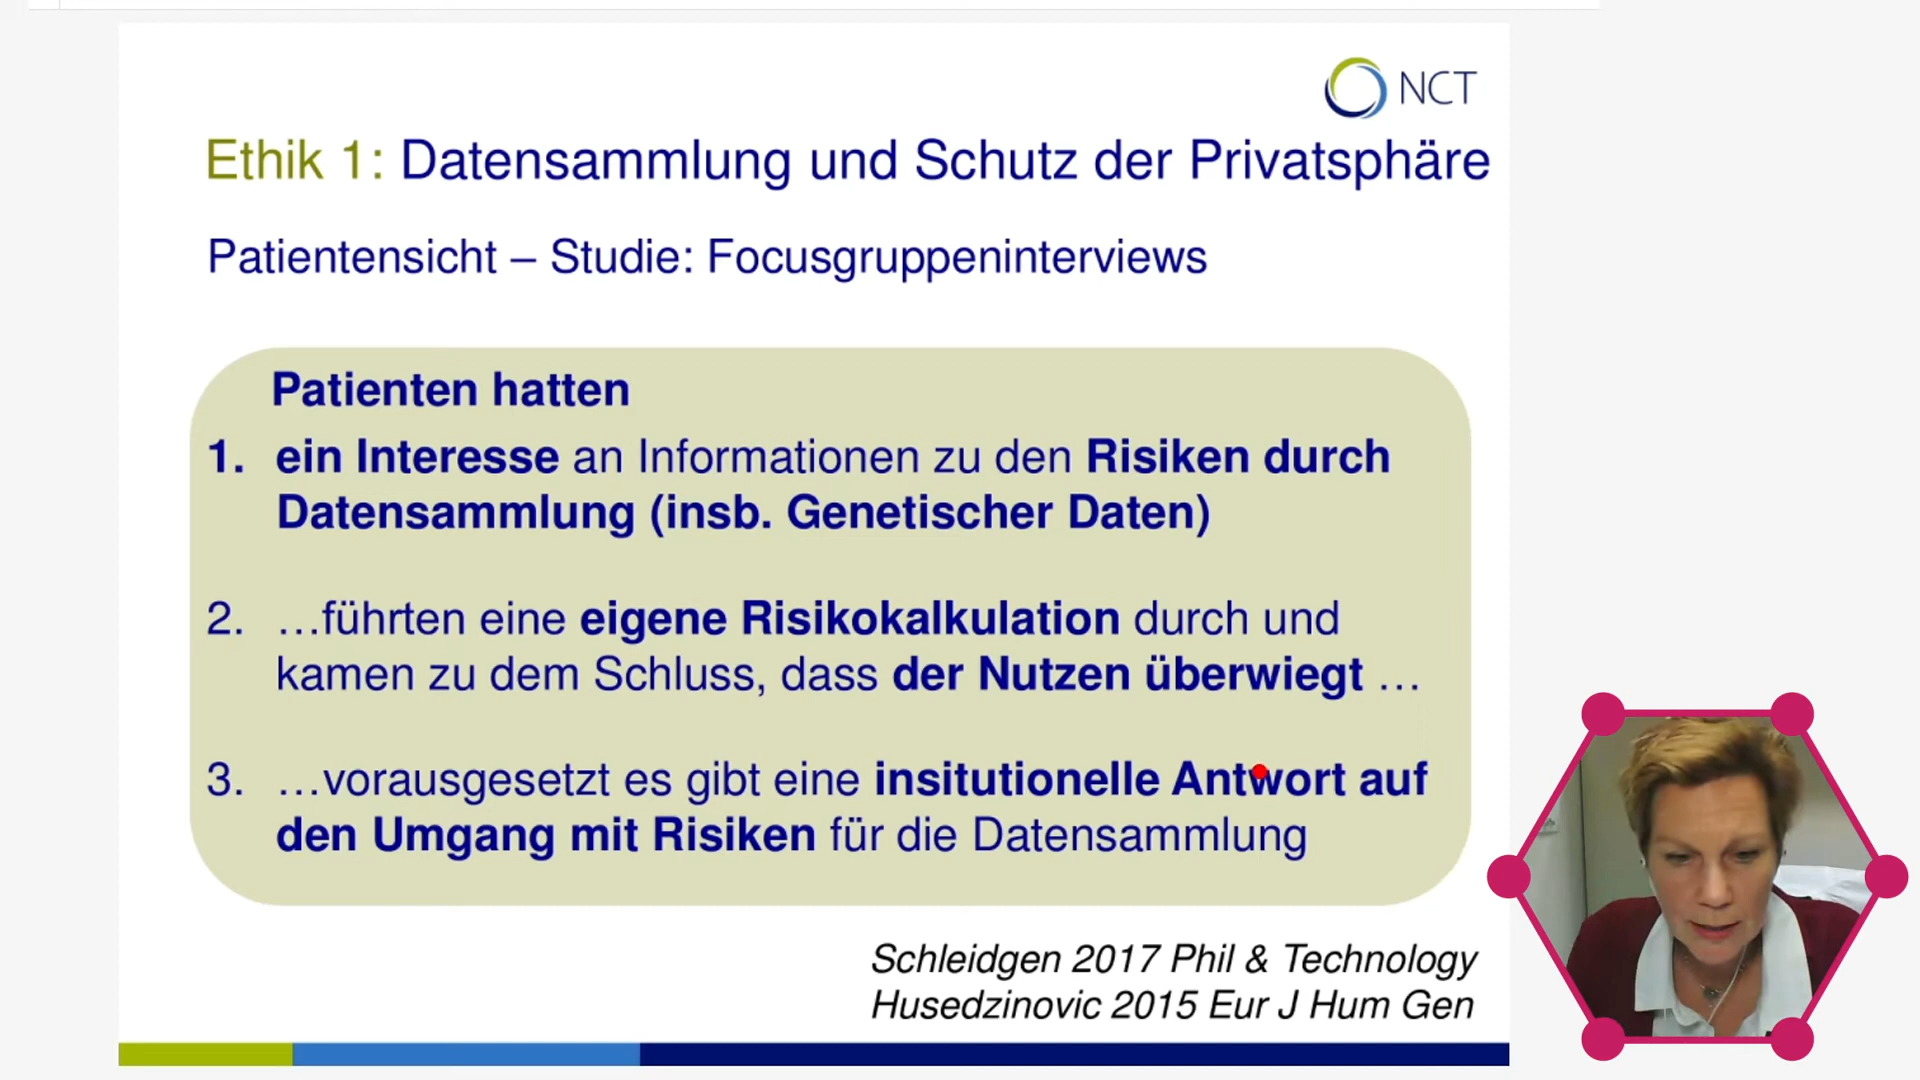 NCT
Ethik 1: Datensammlung und Schutz der Privatsphäre
Patientensicht – Studie: Focusgruppeninterviews
Patienten hatten
1. ein Interesse an Informationen zu den Risiken durch
Datensammlung (insb. Genetischer Daten)
2. …führten eine eigene Risikokalkulation durch und
kamen zu dem Schluss, dass der Nutzen überwiegt …
3. …vorausgesetzt es gibt eine insitutionelle Antwort auf
den Umgang mit Risiken für die Datensammlung
Schleidgen 2017 Phil & Technology
Husedzinovic 2015 Eur J Hum Gen